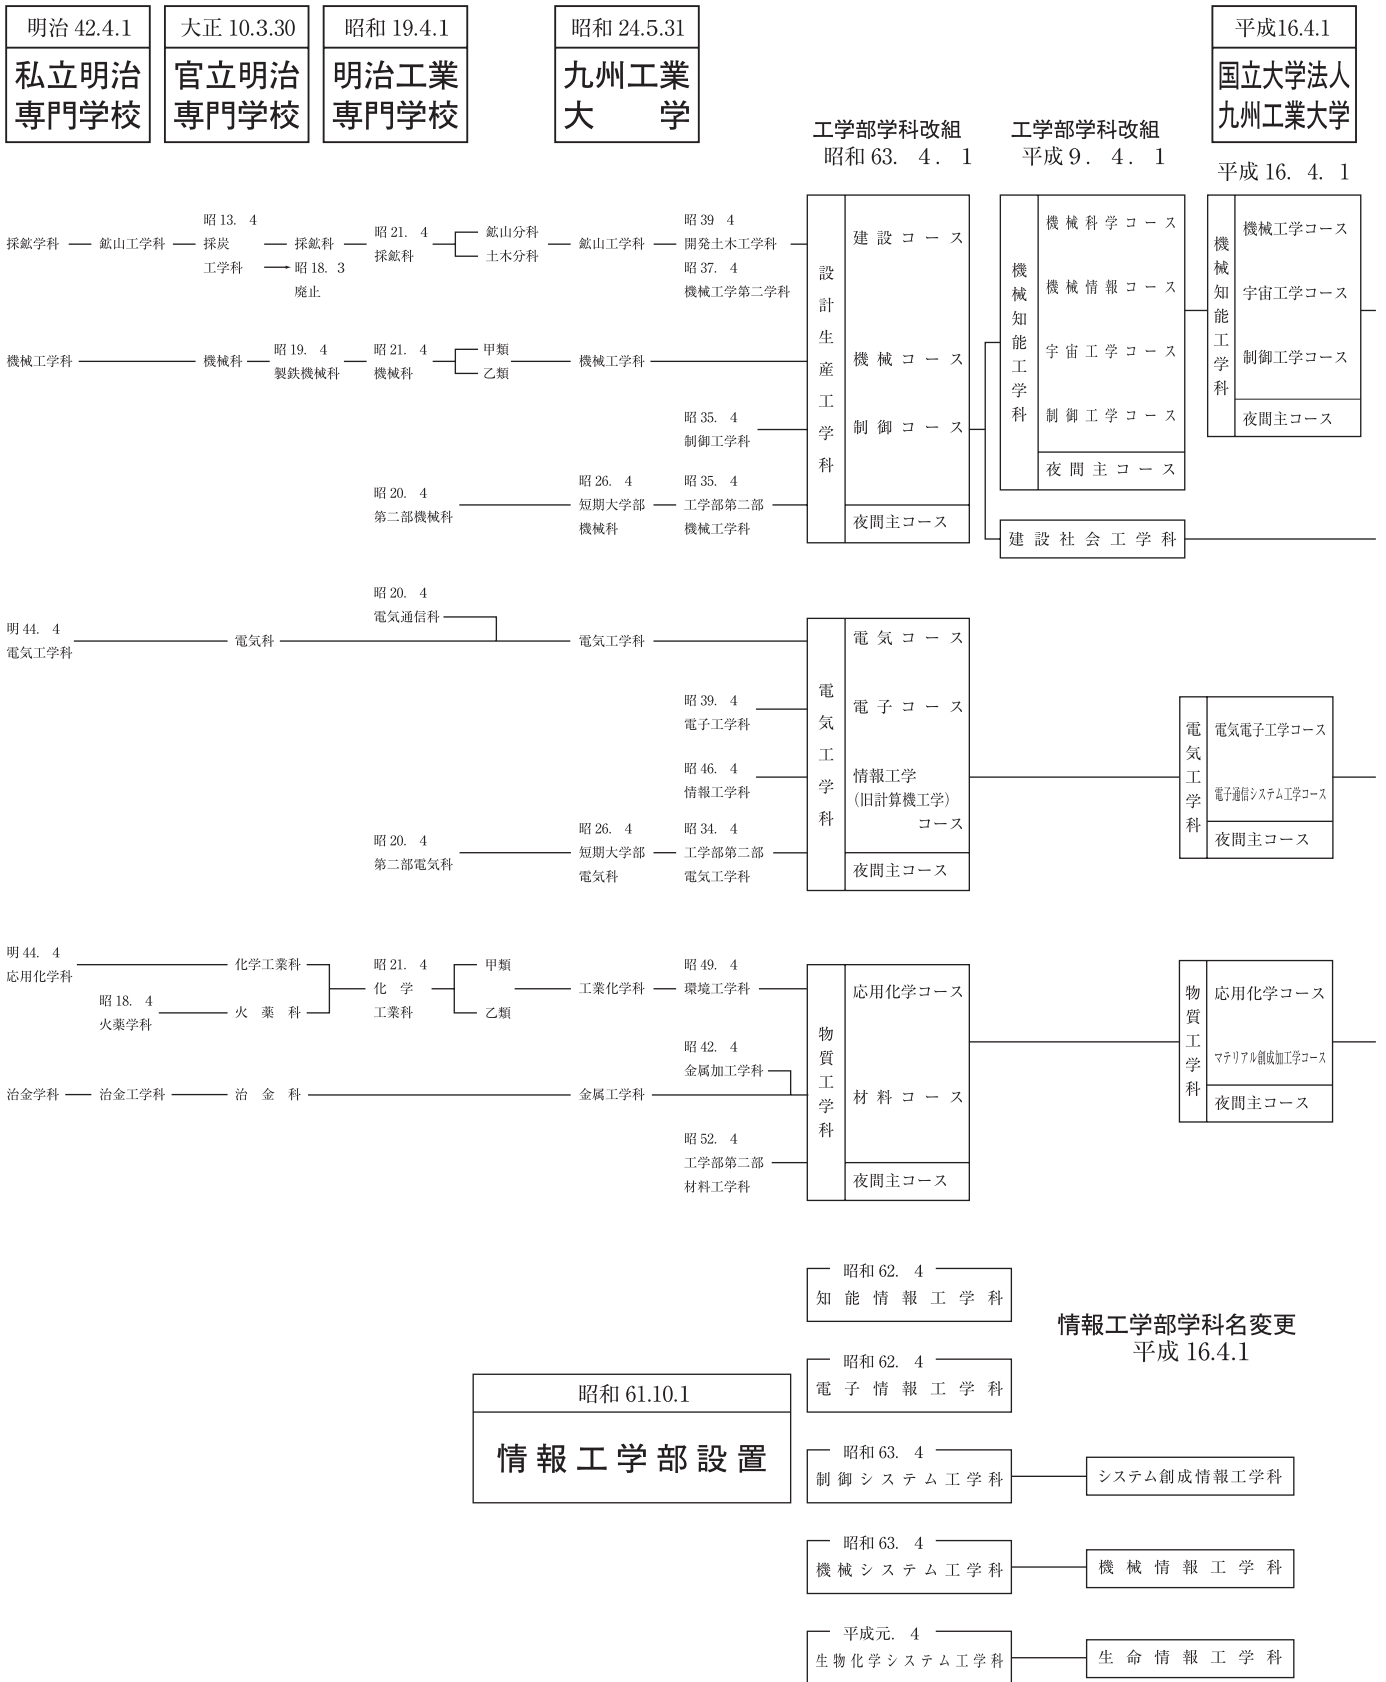 明治 42.4.1
私立明治
専門学校
大正 10.3.30
官立明治
専門学校
昭和 19.4.1
明治工業
専門学校
昭和 24.5.31
九州工業
大　　学
工学部学科改組
昭和 63. 4. 1
工学部学科改組
平成 9. 4. 1
平成16.4.1
国立大学法人
九州工業大学
平成 16. 4. 1
採鉱学科
鉱山工学科
昭 13. 4
採炭
工学科
採鉱科
昭 18. 3
廃止
昭 21. 4
採鉱科
鉱山分科
土木分科
鉱山工学科
昭 39 4
開発土木工学科
昭 37. 4
機械工学第二学科
機械工学科
機械科
昭 19. 4
製鉄機械科
昭 21. 4
機械科
甲類
乙類
機械工学科
昭 35. 4
制御工学科
昭 20. 4
第二部機械科
昭 26. 4
短期大学部
機械科
昭 35. 4
工学部第二部
機械工学科
設計生産工学科
建設コース
機械コース
制御コース
夜間主コース
機械知能工学科
機械科学コース
機械情報コース
宇宙工学コース
制御工学コース
夜間主コース
建設社会工学科
機械知能工学科
機械工学コース
宇宙工学コース
制御工学コース
夜間主コース
明 44. 4
電気工学科
電気科
昭 20. 4
電気通信科
電気工学科
昭 39. 4
電子工学科
昭 46. 4
情報工学科
昭 20. 4
第二部電気科
昭 26. 4
短期大学部
電気科
昭 34. 4
工学部第二部
電気工学科
電気工学科
電気コース
電子コース
情報工学
（旧計算機工学）
コース
夜間主コース
電気工学科
電気電子工学コース
電子通信システム工学コース
夜間主コース
明 44. 4
応用化学科
昭 18. 4
火薬学科
化学工業科
火　薬　科
昭 21. 4
化　学
工業科
甲類
乙類
工業化学科
昭 49. 4
環境工学科
昭 42. 4
金属加工学科
冶金学科
冶金工学科
冶　金　科
金属工学科
昭 52. 4
工学部第二部
材料工学科
物質工学科
応用化学コース
材料コース
夜間主コース
物質工学科
応用化学コース
マテリアル創成加工学コース
夜間主コース
昭和 61.10.1
情報工学部設置
昭和 62. 4
知能情報工学科
昭和 62. 4
電子情報工学科
昭和 63. 4
制御システム工学科
昭和 63. 4
機械システム工学科
平成元. 4
生物化学システム工学科
情報工学部学科名変更
平成 16.4.1
システム創成情報工学科
機械情報工学科
生命情報工学科